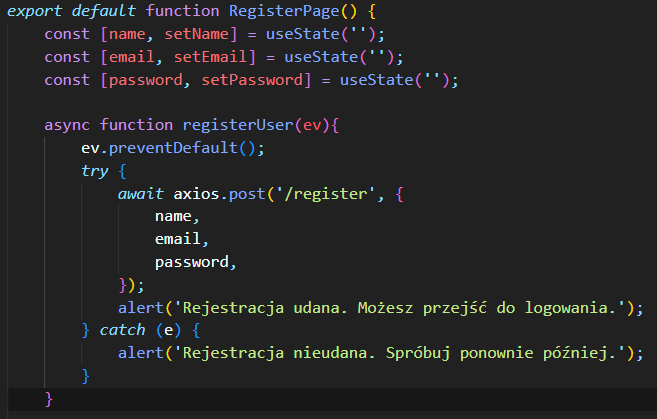 export default function RegisterPage() {
    const [name, setName] = useState('');
    const [email, setEmail] = useState('');
    const [password, setPassword] = useState('');

    async function registerUser(ev){
        ev.preventDefault();
        try {
            await axios.post('/register', {
                name,
                email,
                password,
            });
            alert('Rejestracja udana. Możesz przejść do logowania.');
        } catch (e) {
            alert('Rejestracja nieudana. Spróbuj ponownie później.');
        }
    }